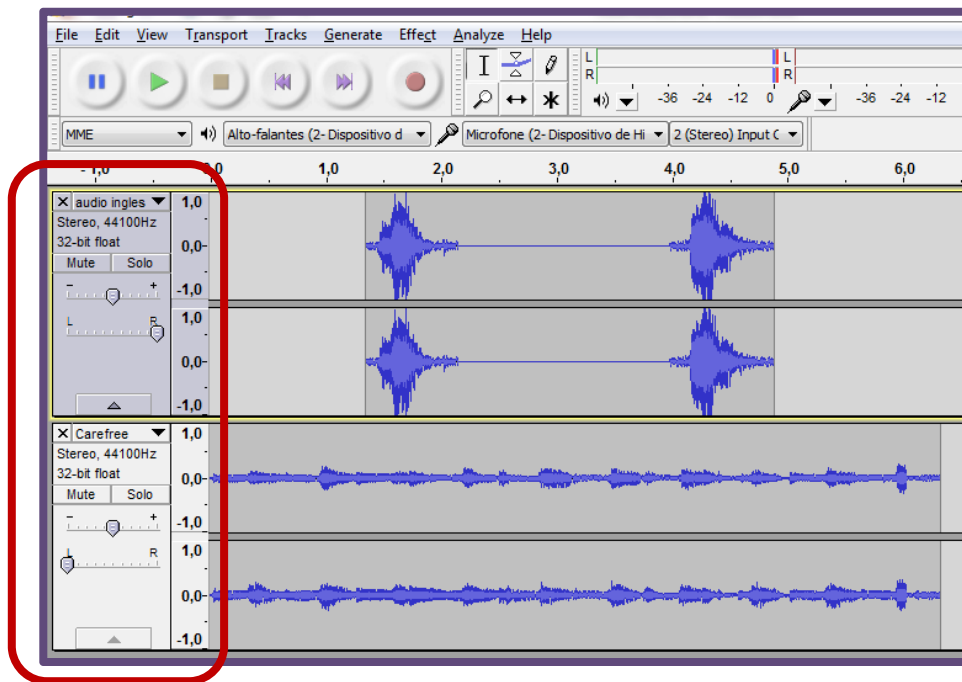 File Edit View Transport Tracks Generate Effect Analyze Help
L L
R R
-36 -24 -12 0 -36 -24 -12
MME Alto-falantes (2- Dispositivo d Microfone (2- Dispositivo de Hi 2 (Stereo) Input C
- 1,0 0,0 1,0 2,0 3,0 4,0 5,0 6,0
X audio ingles 1,0
Stereo, 44100Hz
32-bit float 0,0-
Mute Solo
- + -1,0
L R 1,0
0,0-
-1,0
X Carefree 1,0
Stereo, 44100Hz
32-bit float 0,0-
Mute Solo
- + -1,0
L R 1,0
0,0-
-1,0